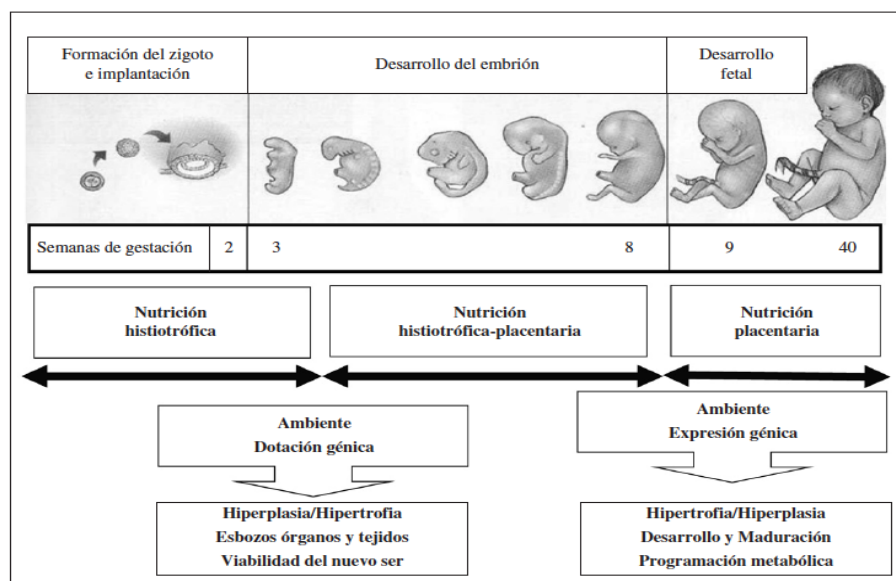 Formación del zigoto
e implantación
Desarrollo del embrión
Desarrollo
fetal
Semanas de gestación
2
3
8
9
40
Nutrición
histiotrófica
Nutrición
histiotrófica-placentaria
Nutrición
placentaria
Ambiente
Dotación génica
Ambiente
Expresión génica
Hiperplasia/Hipertrofia
Esbozos órganos y tejidos
Viabilidad del nuevo ser
Hipertrofia/Hiperplasia
Desarrollo y Maduración
Programación metabólica